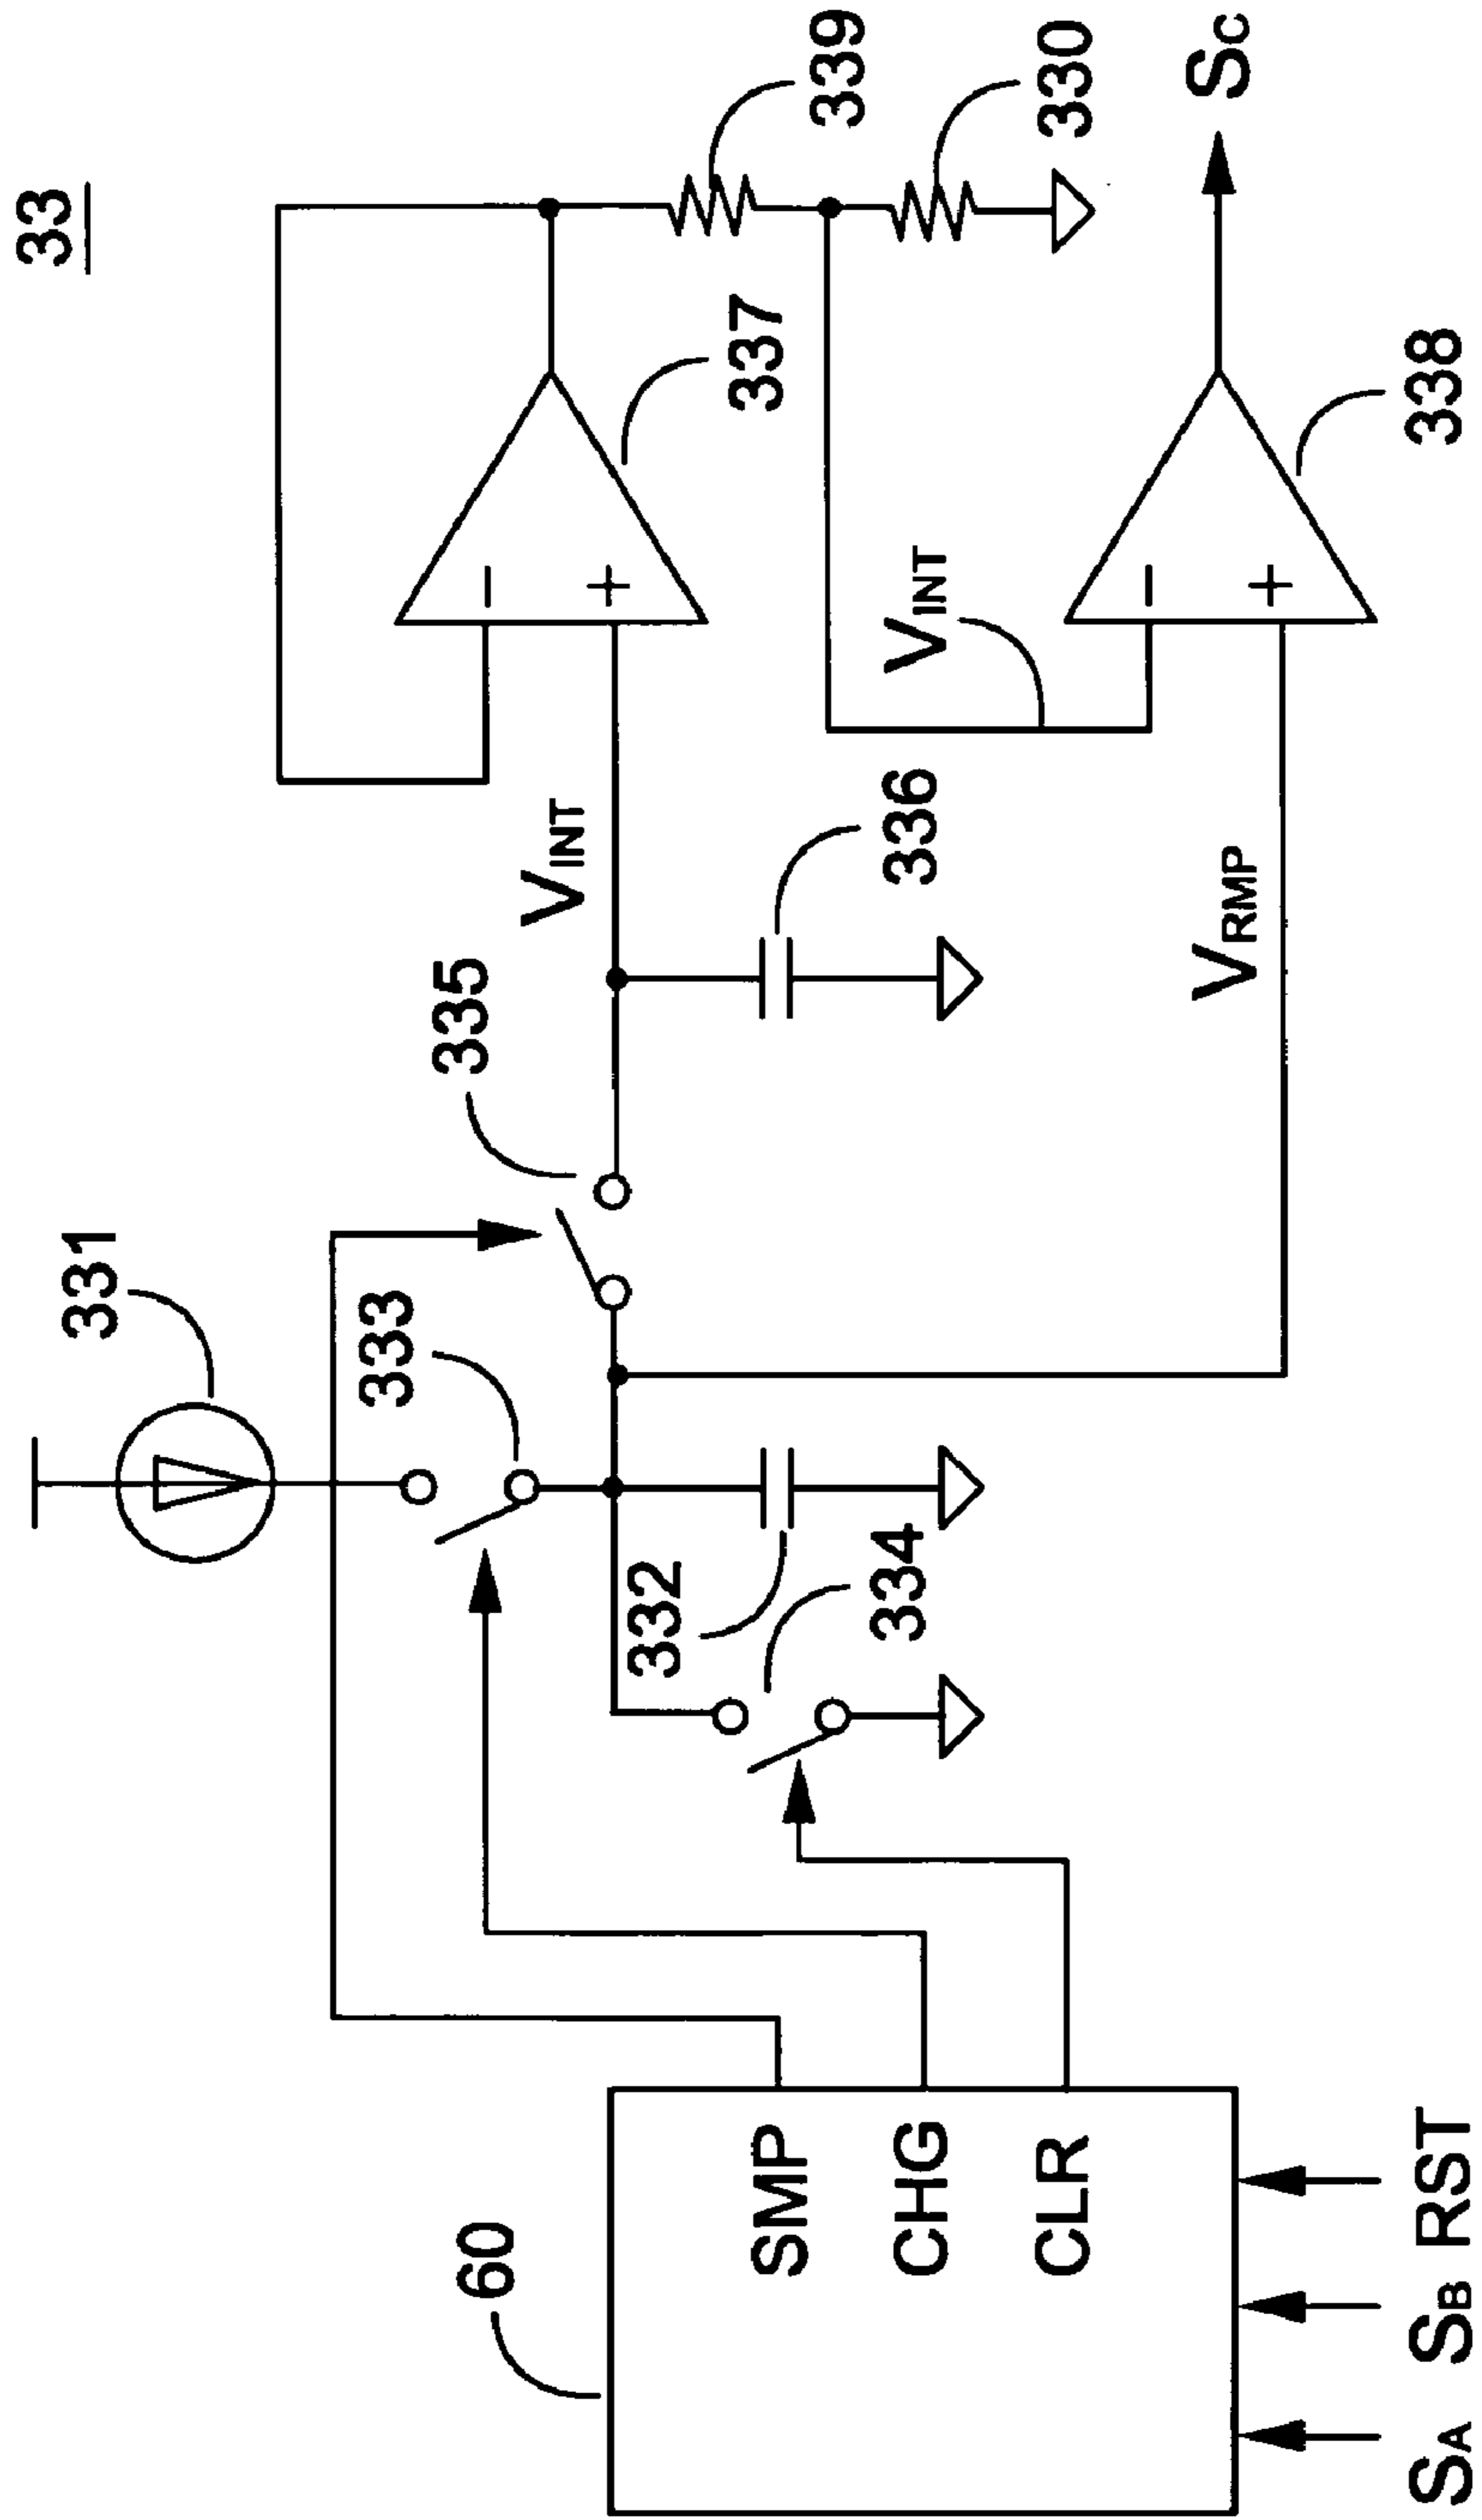 33
331
333
335
VINT
337
339
330
332
334
336
VINT
VRMP
338
SC
60
SMP
CHG
CLR
SA
SB
RST